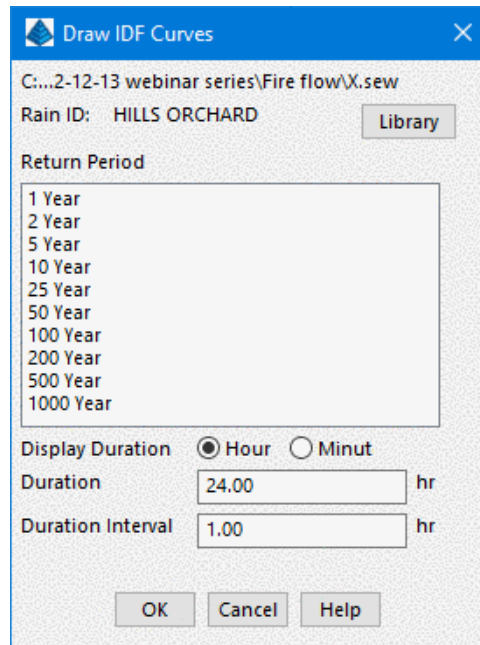 Draw IDF Curves
C:...2-12-13 webinar series\Fire flow\X.sew
Rain ID: HILLS ORCHARD
Library
Return Period
1 Year
2 Year
5 Year
10 Year
25 Year
50 Year
100 Year
200 Year
500 Year
1000 Year
Display Duration Hour Minut
Duration 24.00 hr
Duration Interval 1.00 hr
OK Cancel Help